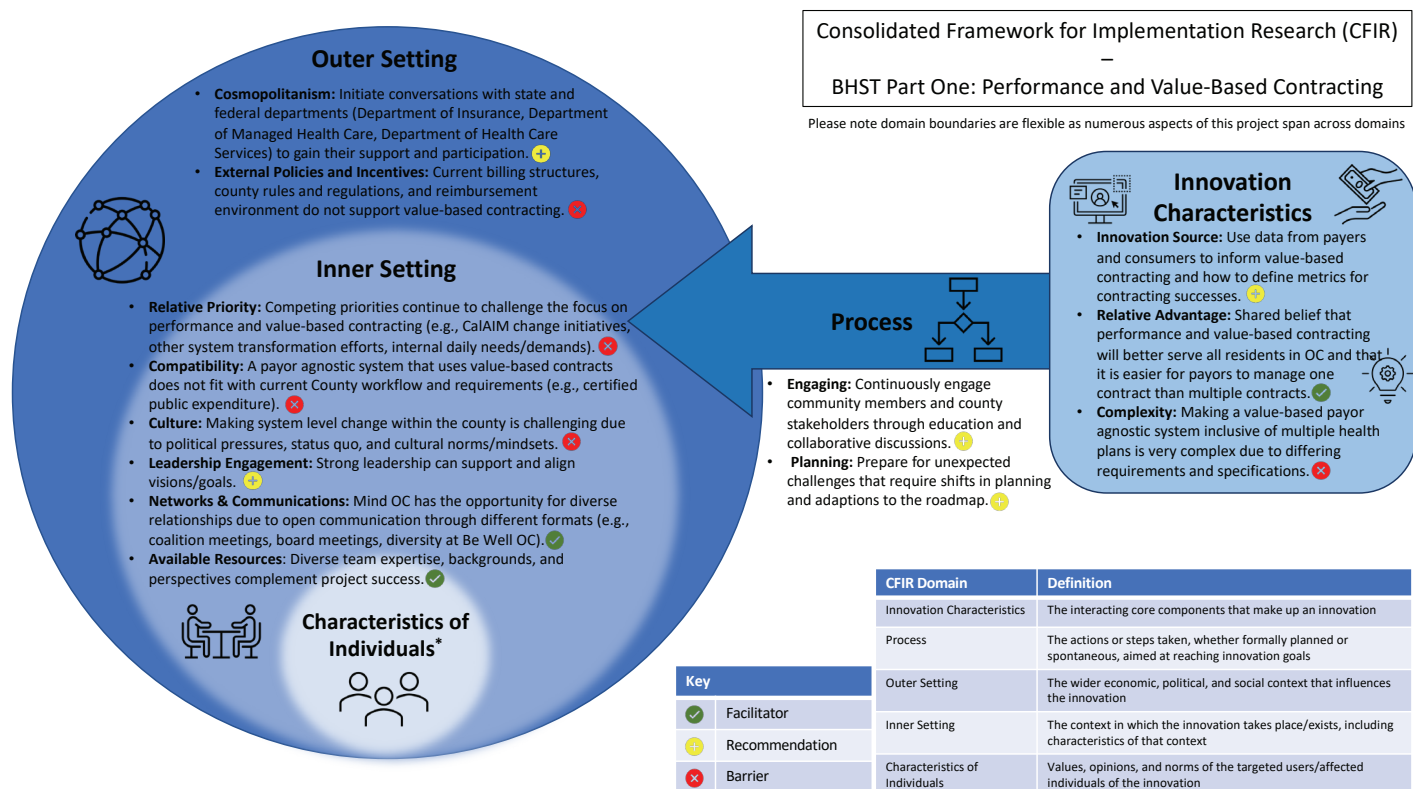 Consolidated Framework for Implementation Research (CFIR)
–
BHST Part One: Performance and Value-Based Contracting
Please note domain boundaries are flexible as numerous aspects of this project span across domains
Outer Setting
• Cosmopolitanism: Initiate conversations with state and
federal departments (Department of Insurance, Department
of Managed Health Care, Department of Health Care
Services) to gain their support and participation.
• External Policies and Incentives: Current billing structures,
county rules and regulations, and reimbursement
environment do not support value-based contracting.
Inner Setting
• Relative Priority: Competing priorities continue to challenge the focus on
performance and value-based contracting (e.g., CalAIM change initiatives,
other system transformation efforts, internal daily needs/demands).
• Compatibility: A payor agnostic system that uses value-based contracts
does not fit with current County workflow and requirements (e.g., certified
public expenditure).
• Culture: Making system level change within the county is challenging due
to political pressures, status quo, and cultural norms/mindsets.
• Leadership Engagement: Strong leadership can support and align
visions/goals.
• Networks & Communications: Mind OC has the opportunity for diverse
relationships due to open communication through different formats (e.g.,
coalition meetings, board meetings, diversity at Be Well OC).
• Available Resources: Diverse team expertise, backgrounds, and
perspectives complement project success.
Characteristics of
Individuals*
Process
• Engaging: Continuously engage
community members and county
stakeholders through education and
collaborative discussions.
• Planning: Prepare for unexpected
challenges that require shifts in planning
and adaptions to the roadmap.
Innovation
Characteristics
• Innovation Source: Use data from payers
and consumers to inform value-based
contracting and how to define metrics for
contracting successes.
• Relative Advantage: Shared belief that
performance and value-based contracting
will better serve all residents in OC and that
it is easier for payors to manage one
contract than multiple contracts.
• Complexity: Making a value-based payor
agnostic system inclusive of multiple health
plans is very complex due to differing
requirements and specifications.
Key
Facilitator
Recommendation
Barrier
CFIR Domain Definition
Innovation Characteristics The interacting core components that make up an innovation
Process The actions or steps taken, whether formally planned or
spontaneous, aimed at reaching innovation goals
Outer Setting The wider economic, political, and social context that influences
the innovation
Inner Setting The context in which the innovation takes place/exists, including
characteristics of that context
Characteristics of Values, opinions, and norms of the targeted users/affected
Individuals individuals of the innovation